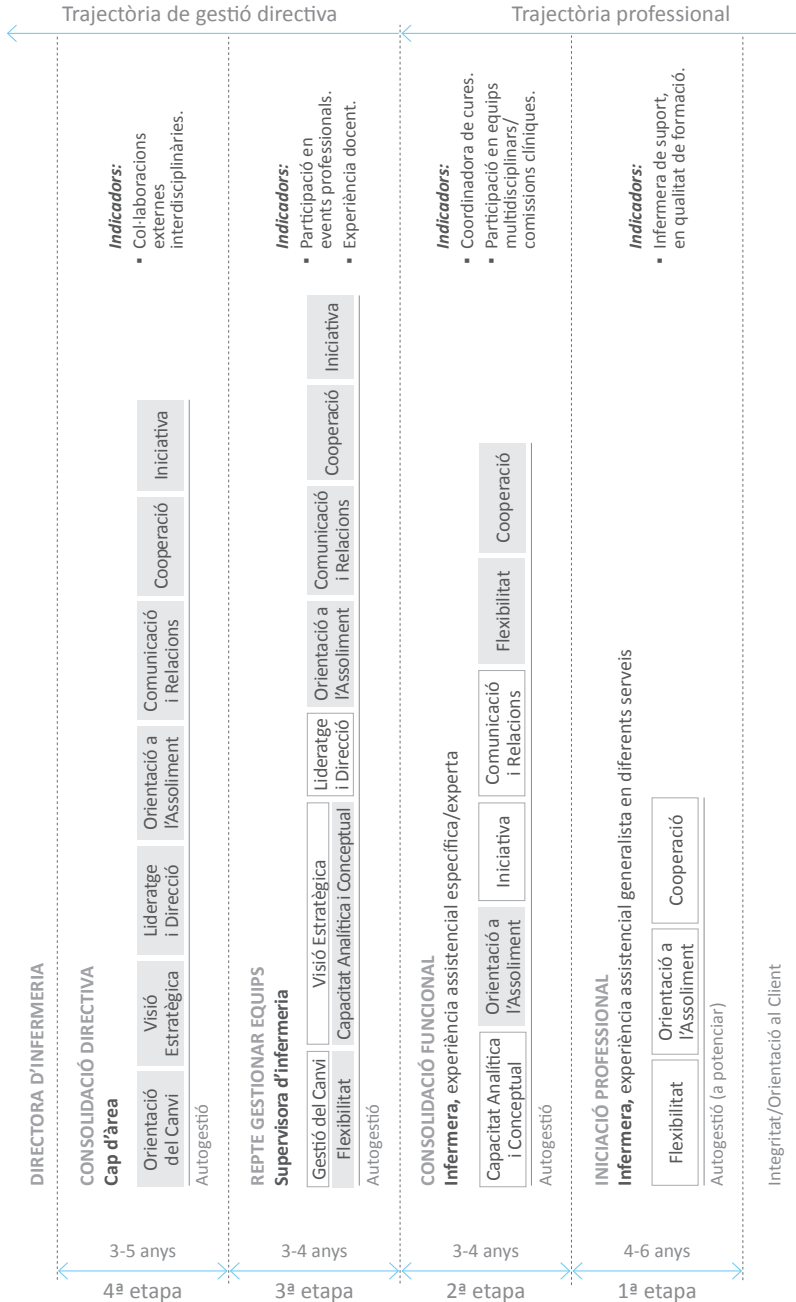 Trajectòria de gestió directiva
Trajectòria professional
DIRECTORA D'INFERMERIA
CONSOLIDACIÓ DIRECTIVA
Cap d'àrea
Orientació
del Canvi
Visió
Estratègica
Lideratge
i Direcció
Orientació a
l'Assoliment
Comunicació
i Relacions
Cooperació
Iniciativa
Autogestió
Indicadors:
▪ Col·laboracions
externes
interdisciplinàries.
3-5 anys
4ª etapa
REPTE GESTIONAR EQUIPS
Supervisora d'infermeria
Gestió del Canvi
Flexibilitat
Visió Estratègica
Capacitat Analítica i Conceptual
Lideratge
i Direcció
Orientació a
l'Assoliment
Comunicació
i Relacions
Cooperació
Iniciativa
Autogestió
Indicadors:
▪ Participació en
events professionals.
▪ Experiència docent.
3-4 anys
3ª etapa
CONSOLIDACIÓ FUNCIONAL
Infermera, experiència assistencial específica/experta
Capacitat Analítica
i Conceptual
Orientació a
l'Assoliment
Iniciativa
Comunicació
i Relacions
Flexibilitat
Cooperació
Autogestió
Indicadors:
▪ Coordinadora de cures.
▪ Participació en equips
multidisciplinars/
comissions clíniques.
3-4 anys
2ª etapa
INICIACIÓ PROFESSIONAL
Infermera, experiència assistencial generalista en diferents serveis
Flexibilitat
Orientació a
l'Assoliment
Cooperació
Autogestió (a potenciar)
Indicadors:
▪ Infermera de suport,
en qualitat de formació.
4-6 anys
1ª etapa
Integritat/Orientació al Client